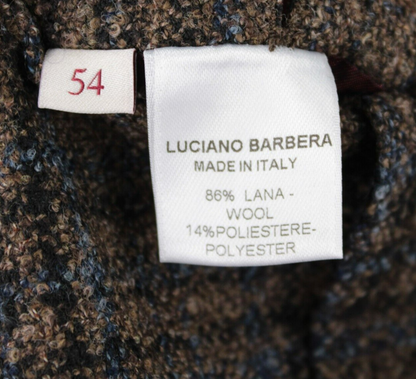 54
LUCIANO BARBERA
MADE IN ITALY
86% LANA -
WOOL
14%POLIESTERE-
POLYESTER